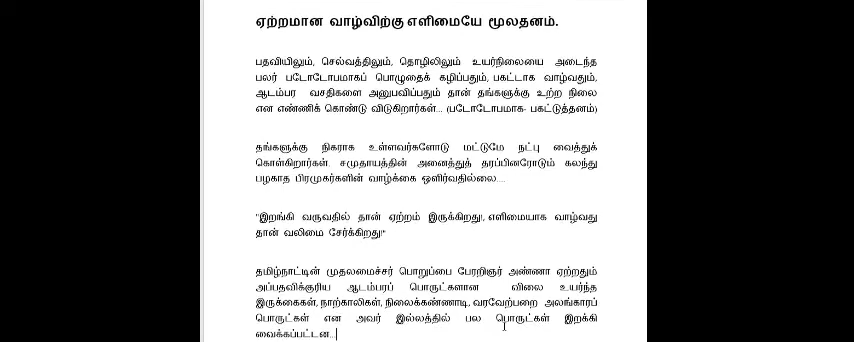 ஏற்றமான வாழ்விற்கு எளிமையே மூலதனம்.
பதவியிலும், செல்வத்திலும், தொழிலிலும் உயர்நிலையை அடைந்த
பலர் படோடோபமாகப் பொழுதைக் கழிப்பதும், பகட்டாக வாழ்வதும்,
ஆடம்பர வசதிகளை அனுபவிப்பதும் தான் தங்களுக்கு உற்ற நிலை
என எண்ணிக் கொண்டு விடுகிறார்கள்... (படோடோபமாக- பகட்டுத்தனம்)
தங்களுக்கு நிகராக உள்ளவர்களோடு மட்டுமே நட்பு வைத்துக்
கொள்கிறார்கள். சமுதாயத்தின் அனைத்துத் தரப்பினரோடும் கலந்து
பழகாத பிரமுகர்களின் வாழ்க்கை ஒளிர்வதில்லை....
"இறங்கி வருவதில் தான் ஏற்றம் இருக்கிறது!, எளிமையாக வாழ்வது
தான் வலிமை சேர்க்கிறது!"
தமிழ்நாட்டின் முதலமைச்சர் பொறுப்பை பேரறிஞர் அண்ணா ஏற்றதும்
அப்பதவிக்குரிய ஆடம்பரப் பொருட்களான விலை உயர்ந்த
இருக்கைகள், நாற்காலிகள், நிலைக்கண்ணாடி, வரவேற்பறை அலங்காரப்
பொருட்கள் என அவர் இல்லத்தில் பல பொருட்கள் இறக்கி
வைக்கப்பட்டன...